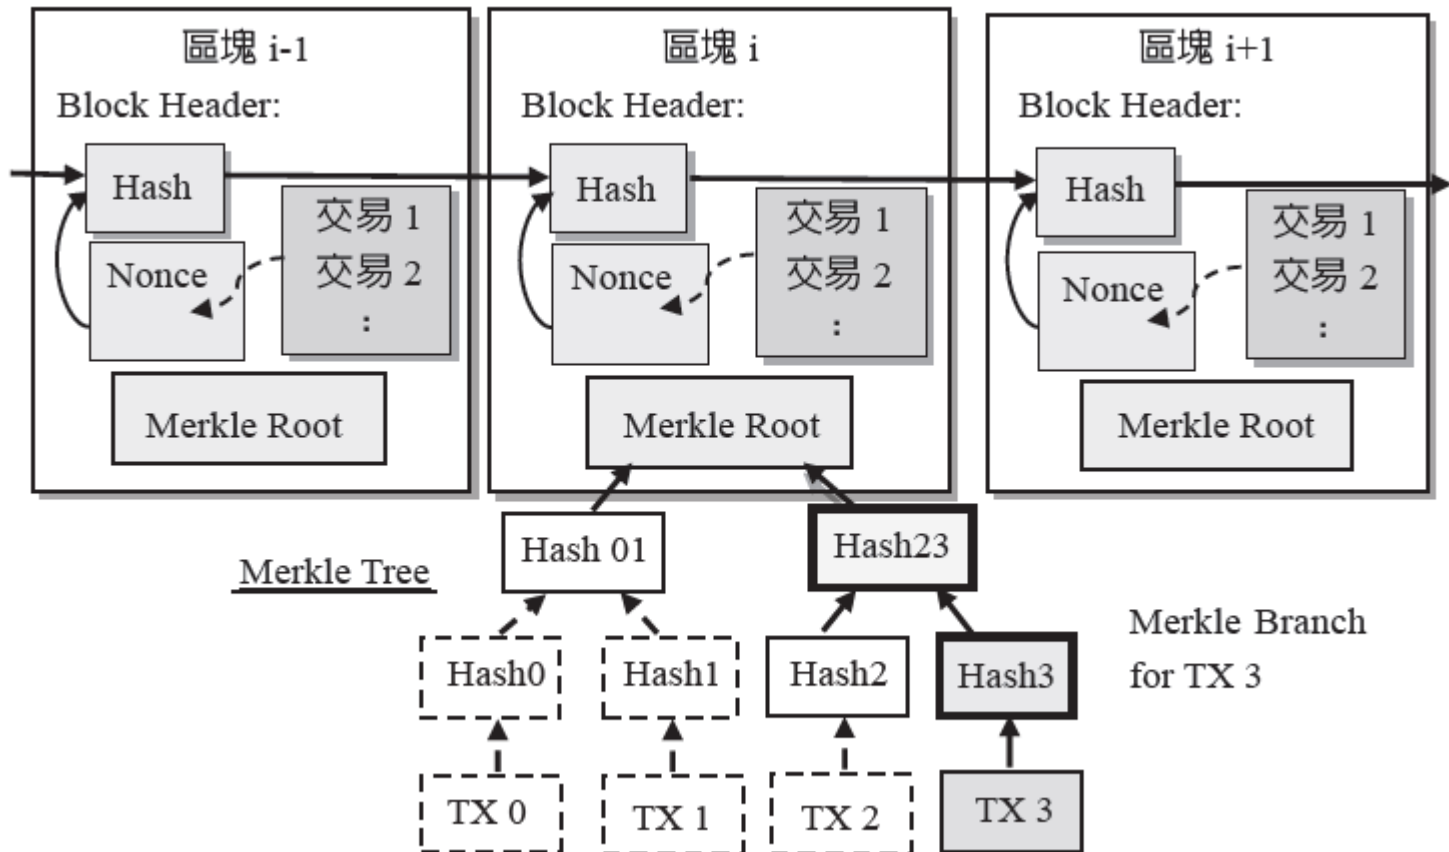 區塊 i-1
Block Header:
Hash
交易 1
Nonce
交易 2
:
Merkle Root
區塊 i
Block Header:
Hash
交易 1
Nonce
交易 2
:
Merkle Root
區塊 i+1
Block Header:
Hash
交易 1
Nonce
交易 2
:
Merkle Root
Hash 01
Hash23
Merkle Tree
Hash0
Hash1
Hash2
Hash3
Merkle Branch
for TX 3
TX 0
TX 1
TX 2
TX 3